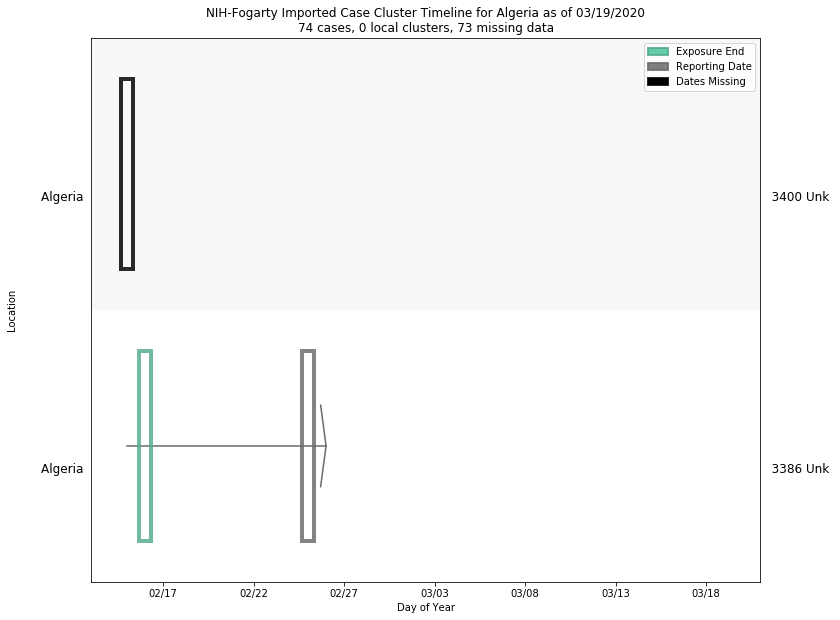 NIH-Fogarty Imported Case Cluster Timeline for Algeria as of 03/19/2020
74 cases, 0 local clusters, 73 missing data
Exposure End
Reporting Date
Dates Missing
Algeria
3400 Unk
Location
Algeria
3386 Unk
02/17 02/22 02/27 03/03 03/08 03/13 03/18
Day of Year